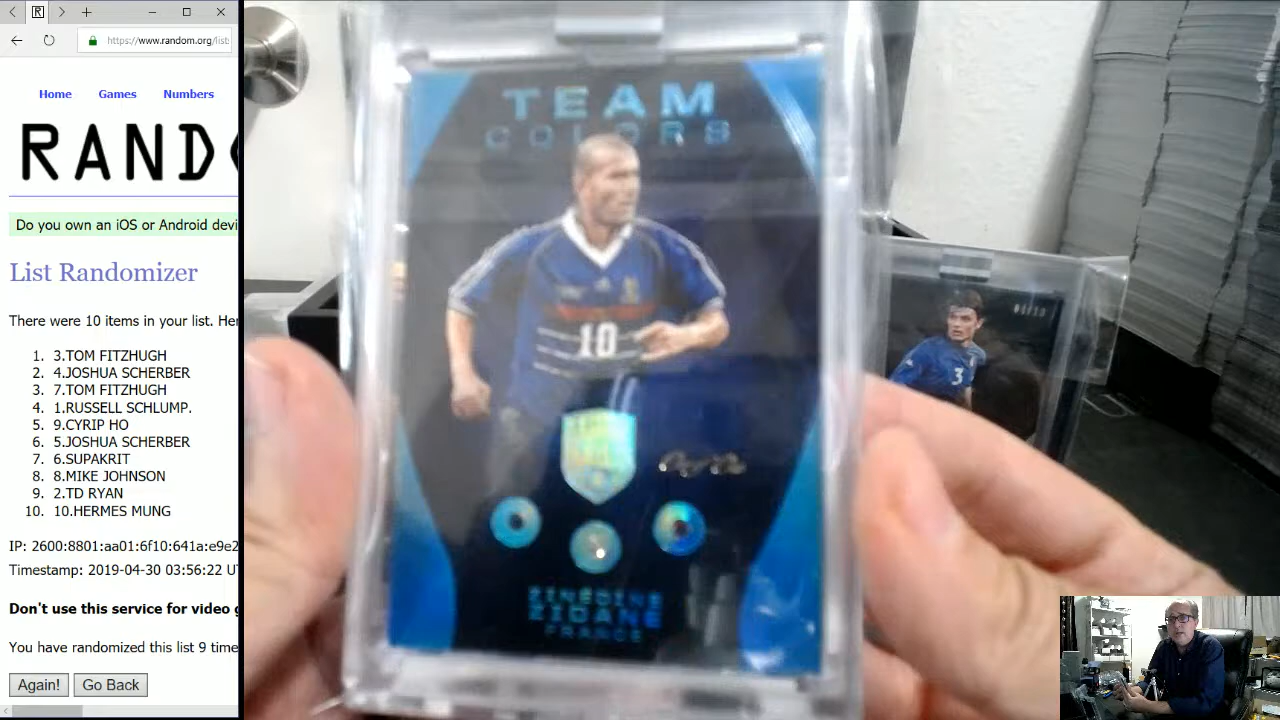 https://www.random.org/list
Home Games Numbers
RANDO
Do you own an iOS or Android devi
List Randomizer
There were 10 items in your list. Her
1. 3.TOM FITZHUGH
2. 4.JOSHUA SCHERBER
3. 7.TOM FITZHUGH
4. 1.RUSSELL SCHLUMP.
5. 9.CYRIP HO
6. 5.JOSHUA SCHERBER
7. 6.SUPAKRIT
8. 8.MIKE JOHNSON
9. 2.TD RYAN
10. 10.HERMES MUNG
IP: 2600:8801:aa01:6f10:641a:e9e2
Timestamp: 2019-04-30 03:56:22 U
Don't use this service for video g
You have randomized this list 9 time
Again! Go Back
TEAM
COLORS
10
ZINÉDINE
ZIDANE
FRANCE
3